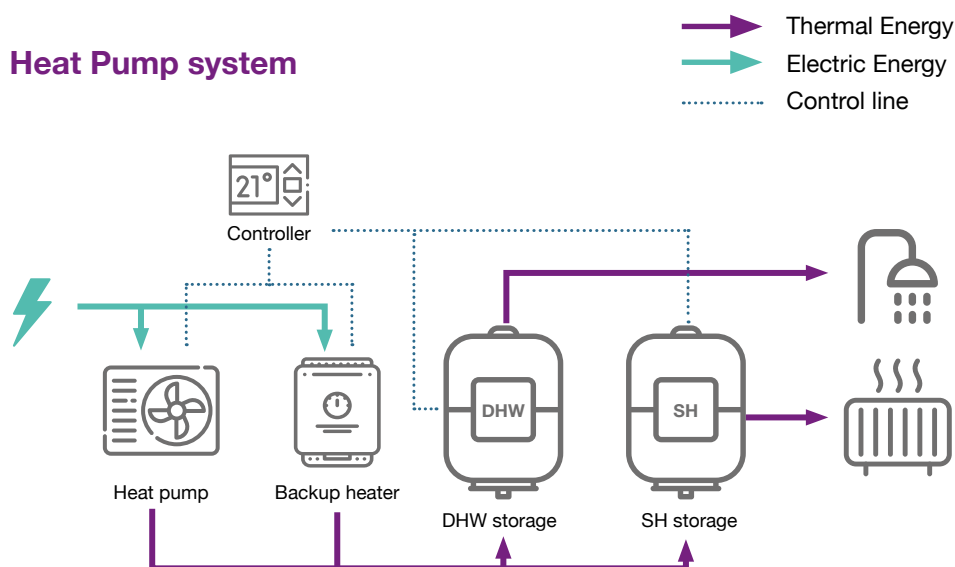 Heat Pump system
Thermal Energy
Electric Energy
Control line
21°
Controller
DHW
SH
Heat pump
Backup heater
DHW storage
SH storage